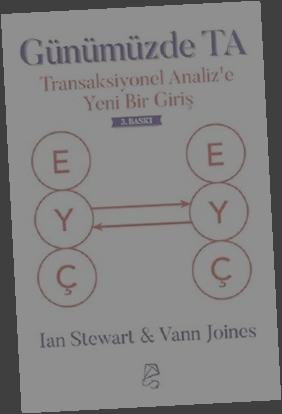 Günümüzde TA
Transaksiyonel Analiz'e
Yeni Bir Giriş
3. BASKI
E E
Y Y
Ç Ç
Ian Stewart & Vann Joines